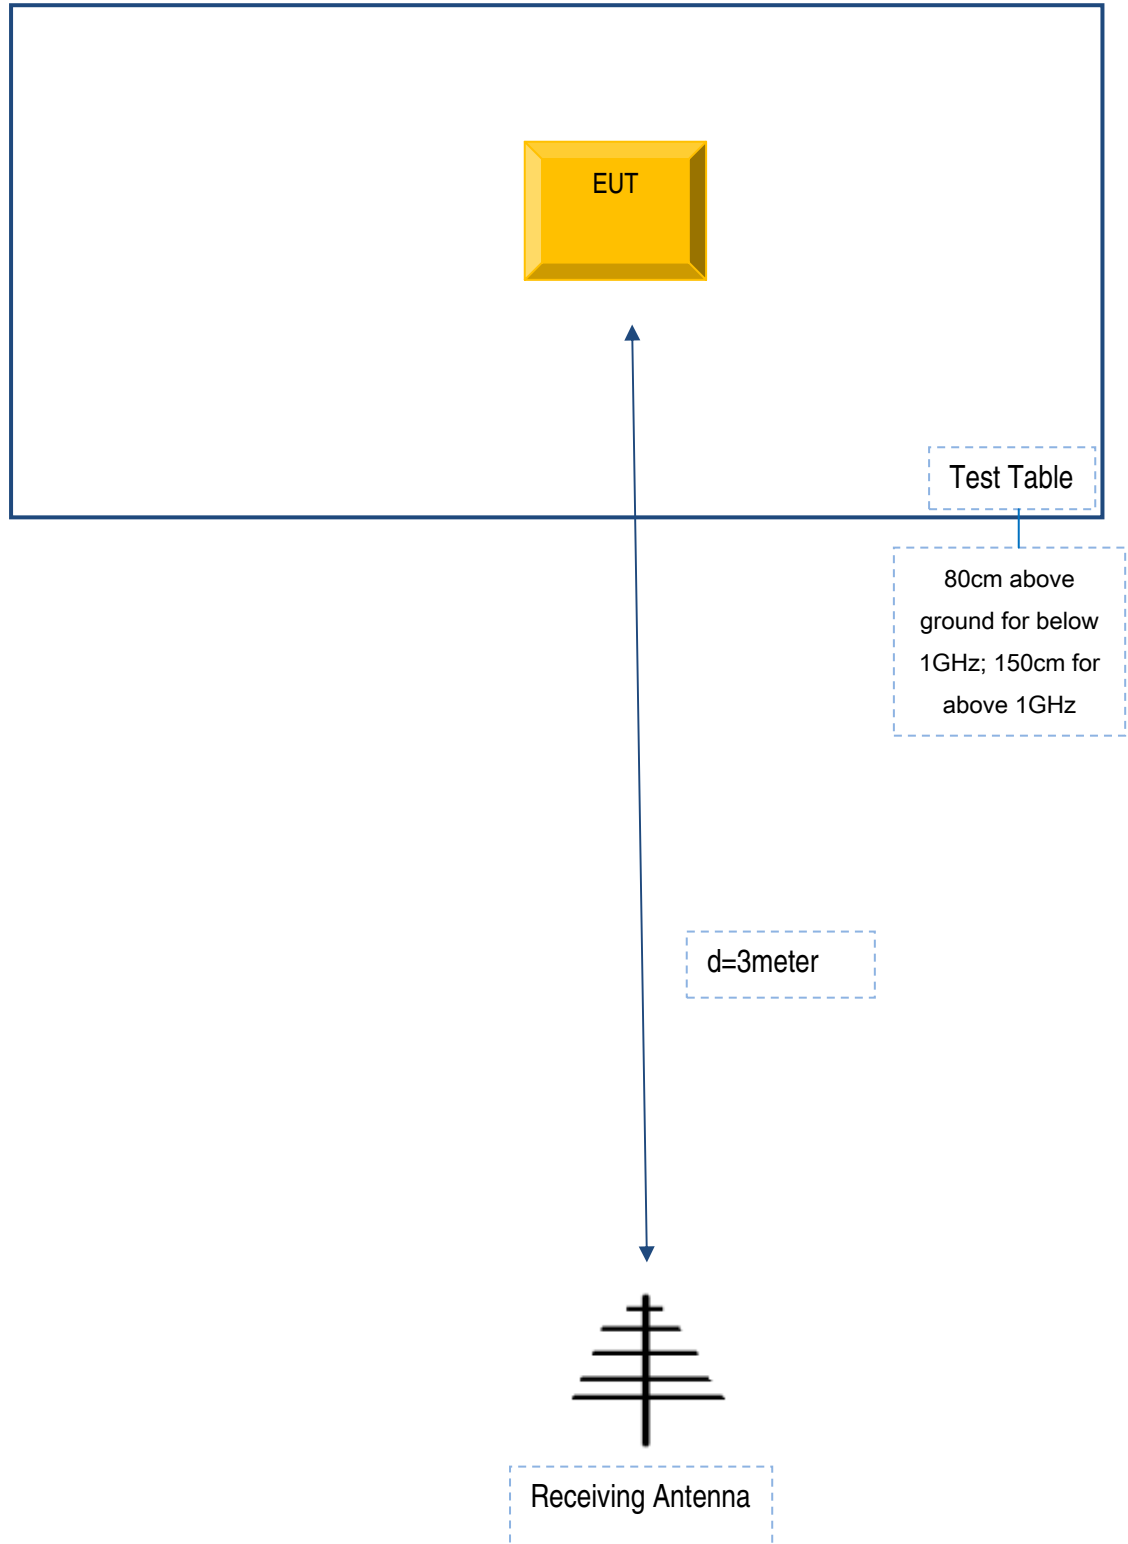 EUT
Test Table
80cm above
ground for below
1GHz; 150cm for
above 1GHz
d=3meter
Receiving Antenna